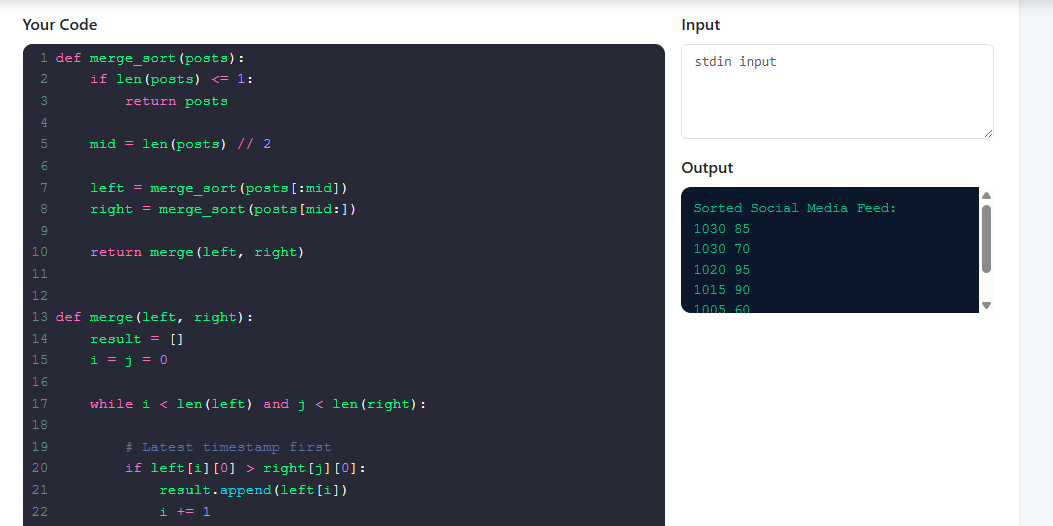 Your Code
1 def merge_sort(posts):
2     if len(posts) <= 1:
3         return posts
4
5     mid = len(posts) // 2
6
7     left = merge_sort(posts[:mid])
8     right = merge_sort(posts[mid:])
9
10     return merge(left, right)
11
12
13 def merge(left, right):
14     result = []
15     i = j = 0
16
17     while i < len(left) and j < len(right):
18
19         # Latest timestamp first
20         if left[i][0] > right[j][0]:
21             result.append(left[i])
22             i += 1
Input
stdin input
Output
Sorted Social Media Feed:
1030 85
1030 70
1020 95
1015 90
1005 60